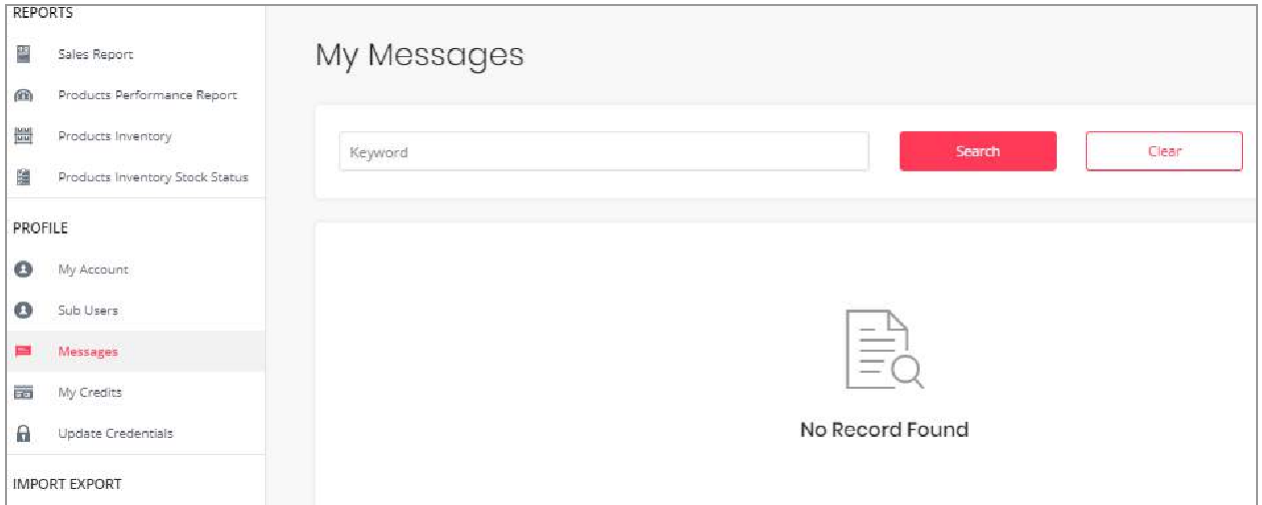 REPORTS
Sales Report
Products Performance Report
Products Inventory
Products Inventory Stock Status
PROFILE
My Account
Sub Users
Messages
My Credits
Update Credentials
IMPORT EXPORT
My Messages
Keyword
Search
Clear
No Record Found